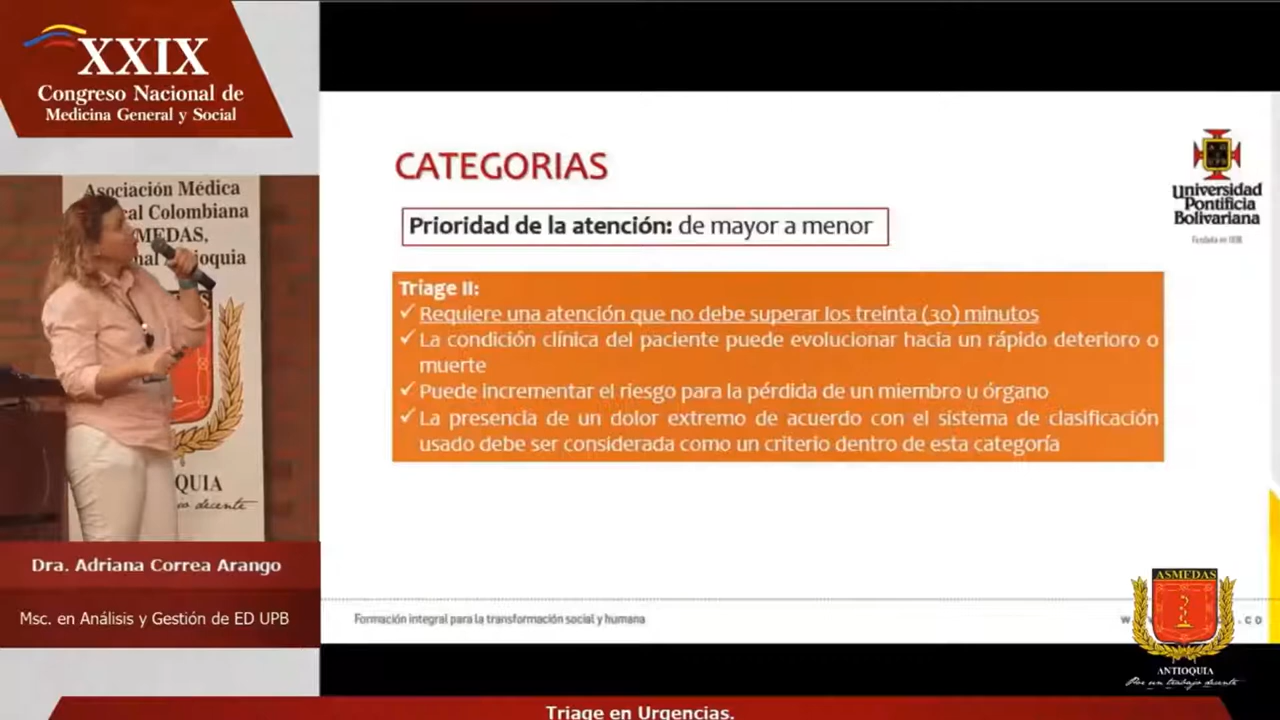 XXIX
Congreso Nacional de
Medicina General y Social
Asociación Médica
cal Colombiana
MEDAS,
nal
ioquia
QUIA
Dra. Adriana Correa Arango
Msc. en Análisis y Gestión de ED UPB
CATEGORIAS
Prioridad de la atención: de mayor a menor
Triage II:
✓ Requiere una atención que no debe superar los treinta (30) minutos
✓ La condición clínica del paciente puede evolucionar hacia un rápido deterioro o
muerte
✓ Puede incrementar el riesgo para la pérdida de un miembro u órgano
✓ La presencia de un dolor extremo de acuerdo con el sistema de clasificación
usado debe ser considerada como un criterio dentro de esta categoría
Universidad
Pontificia
Bolivariana
Formación integral para la transformación social y humana
ASMEDAS
ANTIOQUIA
Por un trabajo decente
Triage en Urgencias.